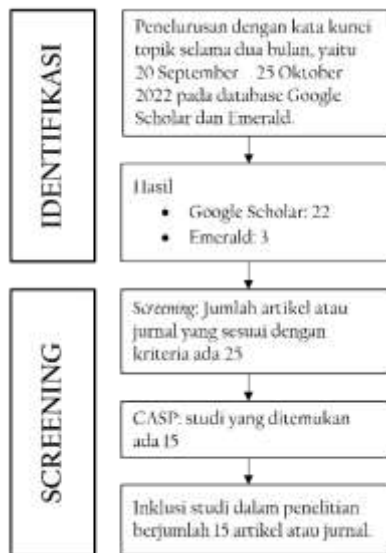 IDENTIFIKASI
Penelurusan dengan kata kunci
topik selama dua bulan, yaitu
20 September 25 Oktober
2022 pada database Google
Scholar dan Emerald.
Hasil
• Google Scholar: 22
• Emerald: 3
SCREENING
Screening: Jumlah artikel atau
jurnal yang sesuai dengan
kriteria ada 25
CASP: studi yang ditemukan
ada 15
Inklusi studi dalam penelitian
berjumlah 15 artikel atau jurnal.